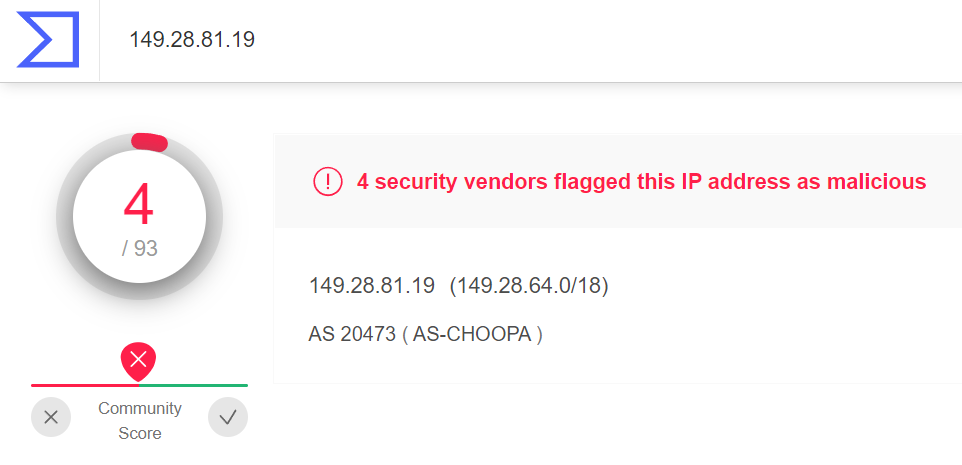 149.28.81.19
4
/ 93
4 security vendors flagged this IP address as malicious
149.28.81.19 (149.28.64.0/18)
AS 20473 ( AS-CHOOPA )
Community
Score